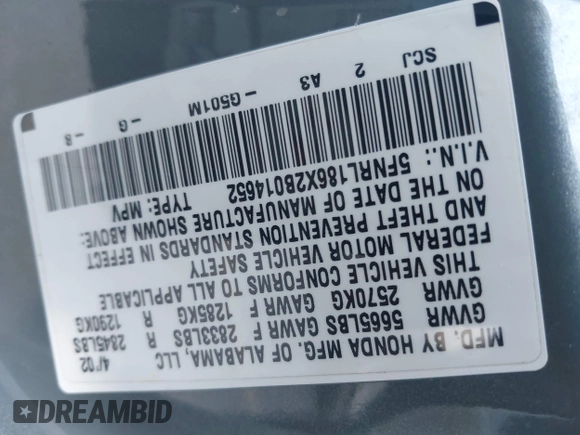 MFD. BY HONDA MFG. OF ALABAMA, LLC 4/02
GVWR 5665LBS GAWR F 2833LBS R 2845LBS
GVWR 2570KG GAWR F 1285KG R 1290KG
THIS VEHICLE CONFORMS TO ALL APPLICABLE
FEDERAL MOTOR VEHICLE SAFETY
AND THEFT PREVENTION STANDARDS IN EFFECT
ON THE DATE OF MANUFACTURE SHOWN ABOVE.
V.I.N.: 5FNRL186X2B014652 TYPE: MPV
SCJ 2 A3 -G501M -G -B
DREAMBID